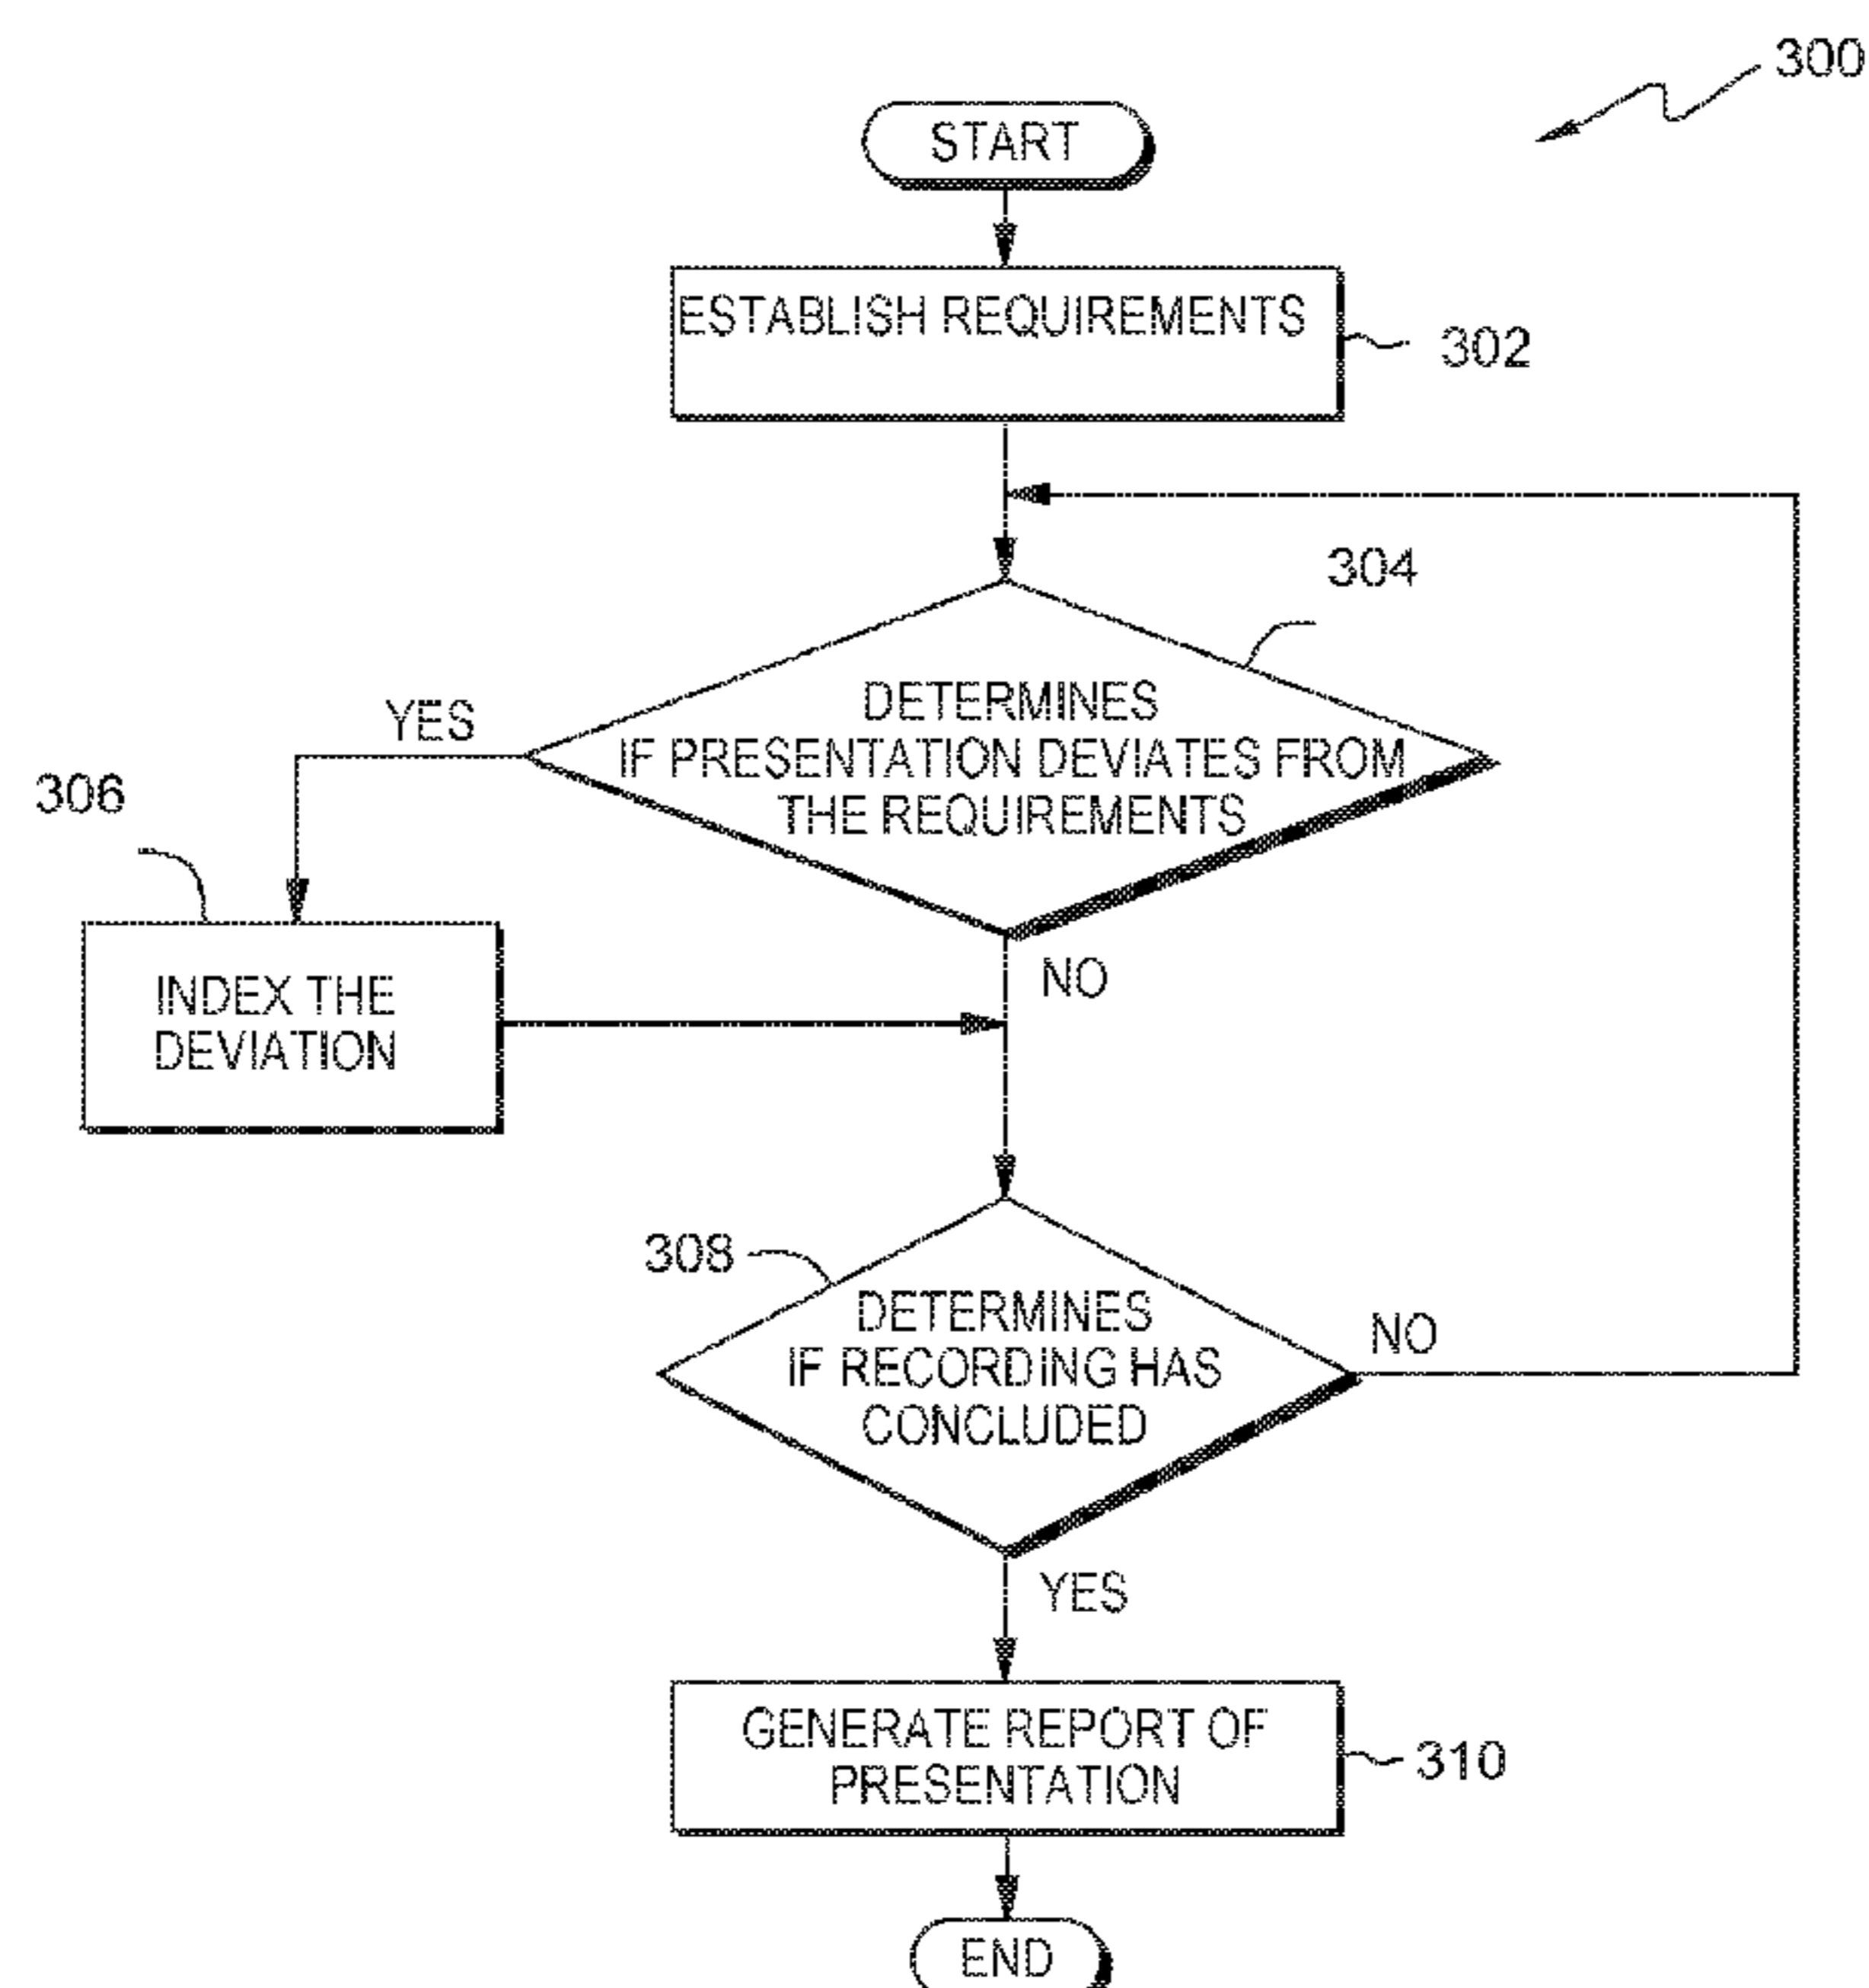 300
START
ESTABLISH REQUIREMENTS
302
304
DETERMINES
IF PRESENTATION DEVIATES FROM
THE REQUIREMENTS
YES
306
NO
INDEX THE
DEVIATION
308
DETERMINES
IF RECORDING HAS
CONCLUDED
NO
YES
GENERATE REPORT OF
PRESENTATION
310
END